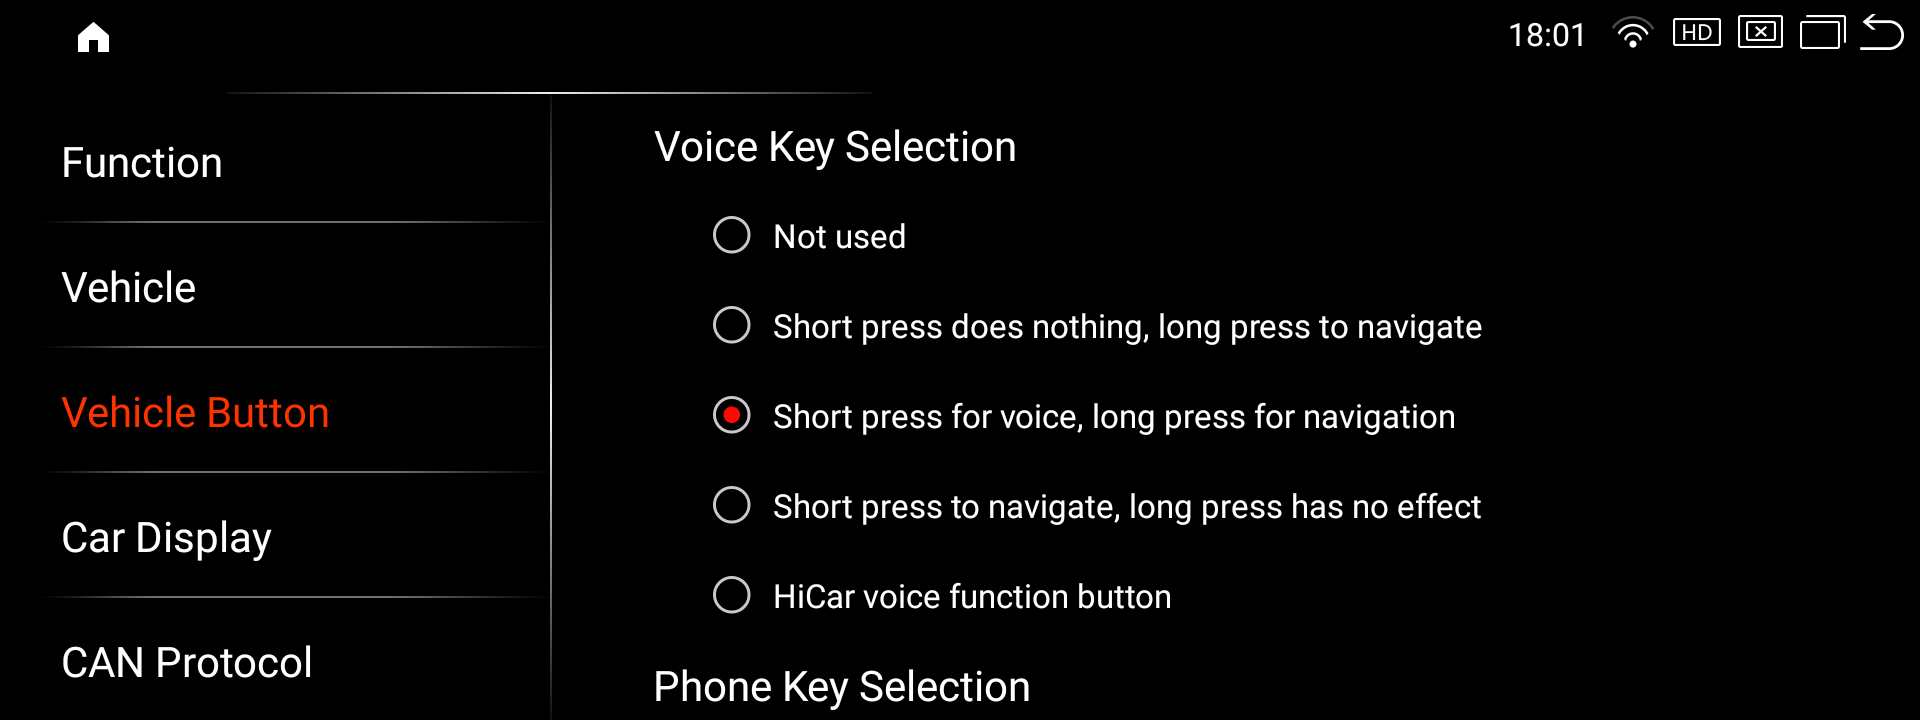 18:01
HD
Function
Vehicle
Vehicle Button
Car Display
CAN Protocol
Voice Key Selection
Not used
Short press does nothing, long press to navigate
Short press for voice, long press for navigation
Short press to navigate, long press has no effect
HiCar voice function button
Phone Key Selection